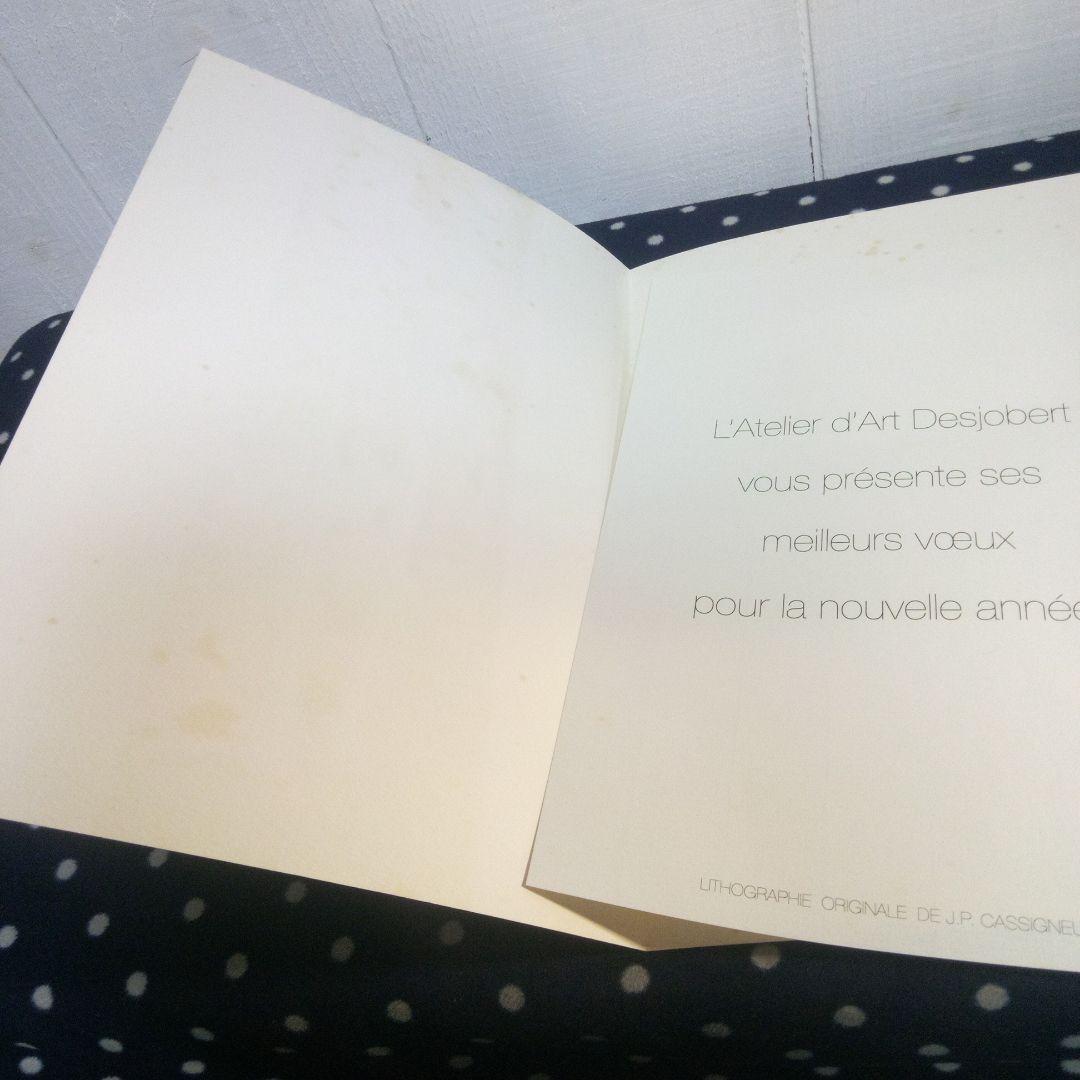 L'Atelier d'Art Desjobert
vous présente ses
meilleurs vœux
pour la nouvelle année
LITHOGRAPHIE ORIGINALE DE J.P. CASSIGNEU